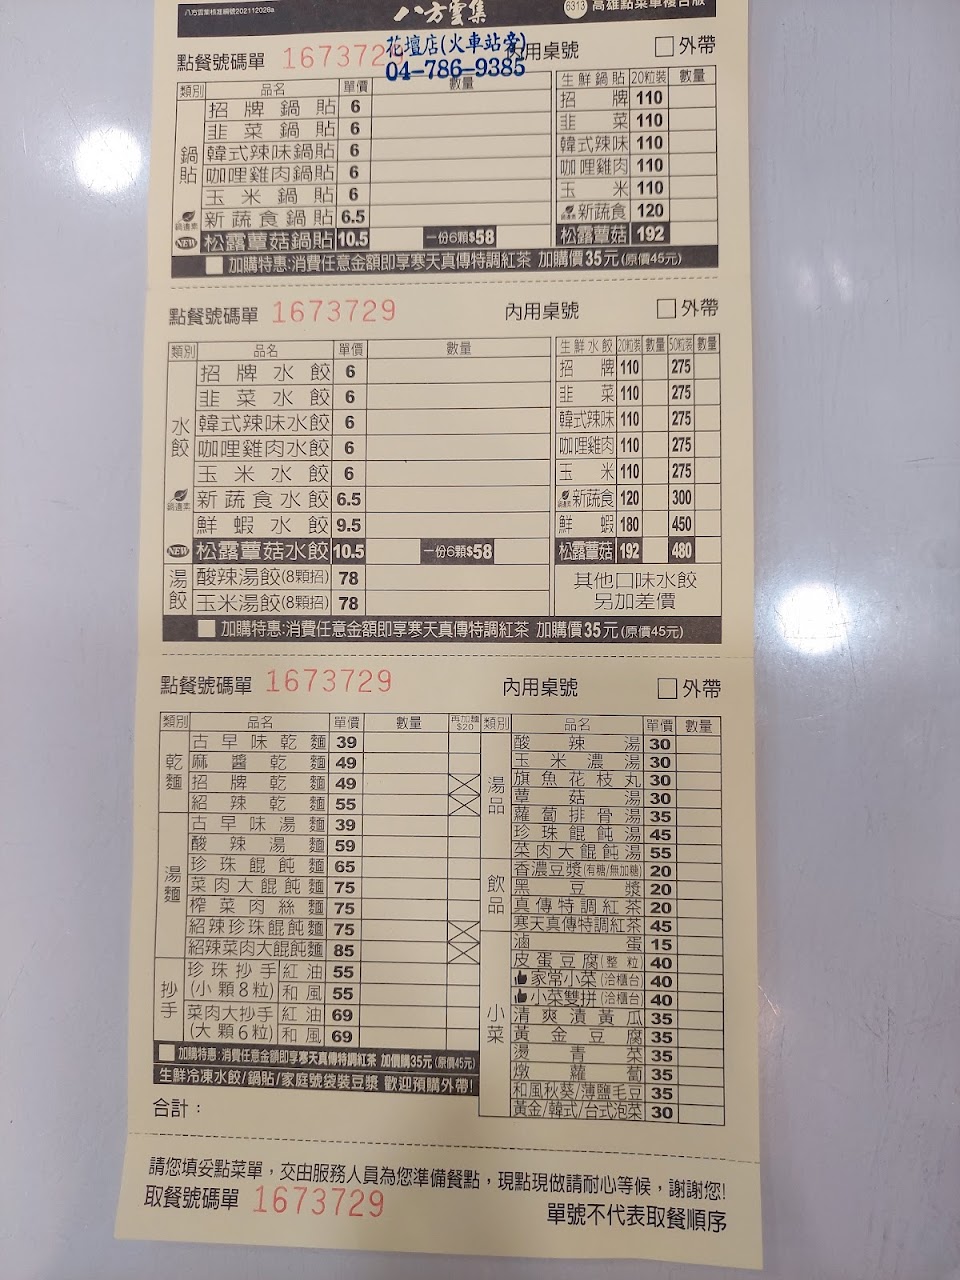 八方雲集
6313 高雄點菜單複合版
八方雲集核准編號202112026a
花壇店(火車站旁)
04-786-9385
點餐號碼單 1673729 內用桌號 □外帶
類別 品名 單價 數量 生鮮鍋貼 20粒裝 數量
鍋貼
招牌鍋貼 6 招牌 110
韭菜鍋貼 6 韭菜 110
韓式辣味鍋貼 6 韓式辣味 110
咖哩雞肉鍋貼 6 咖哩雞肉 110
玉米鍋貼 6 玉米 110
鍋邊素 新蔬食鍋貼 6.5 鍋邊素 新蔬食 120
NEW 松露蕈菇鍋貼 10.5 一份6顆$58 松露蕈菇 192
加購特惠:消費任意金額即享寒天真傳特調紅茶 加購價35元(原價45元)
點餐號碼單 1673729 內用桌號 □外帶
類別 品名 單價 數量 生鮮水餃 20粒裝 數量 50粒裝 數量
水餃
招牌水餃 6 招牌 110 275
韭菜水餃 6 韭菜 110 275
韓式辣味水餃 6 韓式辣味 110 275
咖哩雞肉水餃 6 咖哩雞肉 110 275
玉米水餃 6 玉米 110 275
鍋邊素 新蔬食水餃 6.5 鍋邊素 新蔬食 120 300
鮮蝦水餃 9.5 鮮蝦 180 450
NEW 松露蕈菇水餃 10.5 一份6顆$58 松露蕈菇 192 480
湯餃
酸辣湯餃(8顆招) 78 其他口味水餃
玉米湯餃(8顆招) 78 另加差價
加購特惠:消費任意金額即享寒天真傳特調紅茶 加購價35元(原價45元)
點餐號碼單 1673729 內用桌號 □外帶
類別 品名 單價 數量 再加麵$20
乾麵
古早味乾麵 39
麻醬乾麵 49
招牌乾麵 49
紹辣乾麵 55
湯麵
古早味湯麵 39
酸辣湯麵 59
珍珠餛飩麵 65
菜肉大餛飩麵 75
榨菜肉絲麵 75
紹辣珍珠餛飩麵 75
紹辣菜肉大餛飩麵 85
抄手
珍珠抄手(小顆8粒) 紅油 55
和風 55
菜肉大抄手(大顆6粒) 紅油 69
和風 69
加購特惠:消費任意金額即享寒天真傳特調紅茶 加價購35元(原價45元)
生鮮冷凍水餃/鍋貼/家庭號袋裝豆漿 歡迎預購外帶!
合計:
類別 品名 單價 數量
湯品
酸辣湯 30
玉米濃湯 30
旗魚花枝丸 30
蕈菇湯 30
蘿蔔排骨湯 35
珍珠餛飩湯 45
菜肉大餛飩湯 55
飲品
香濃豆漿(有糖/無加糖) 20
黑豆漿 20
真傳特調紅茶 20
寒天真傳特調紅茶 45
小菜
滷蛋 15
皮蛋豆腐(整粒) 40
家常小菜(洽櫃台) 40
小菜雙拼(洽櫃台) 40
清爽漬黃瓜 35
黃金豆腐 35
燙青菜 35
燉蘿蔔 35
和風秋葵/薄鹽毛豆 35
黃金/韓式/台式泡菜 30
請您填妥點菜單，交由服務人員為您準備餐點，現點現做請耐心等候，謝謝您!
取餐號碼單 1673729 單號不代表取餐順序